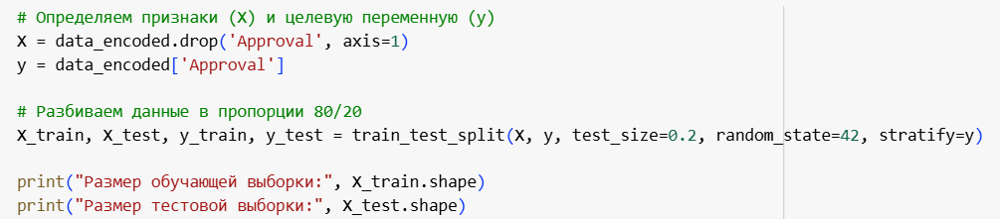 # Определяем признаки (X) и целевую переменную (y)
X = data_encoded.drop('Approval', axis=1)
y = data_encoded['Approval']
# Разбиваем данные в пропорции 80/20
X_train, X_test, y_train, y_test = train_test_split(X, y, test_size=0.2, random_state=42, stratify=y)
print("Размер обучающей выборки:", X_train.shape)
print("Размер тестовой выборки:", X_test.shape)